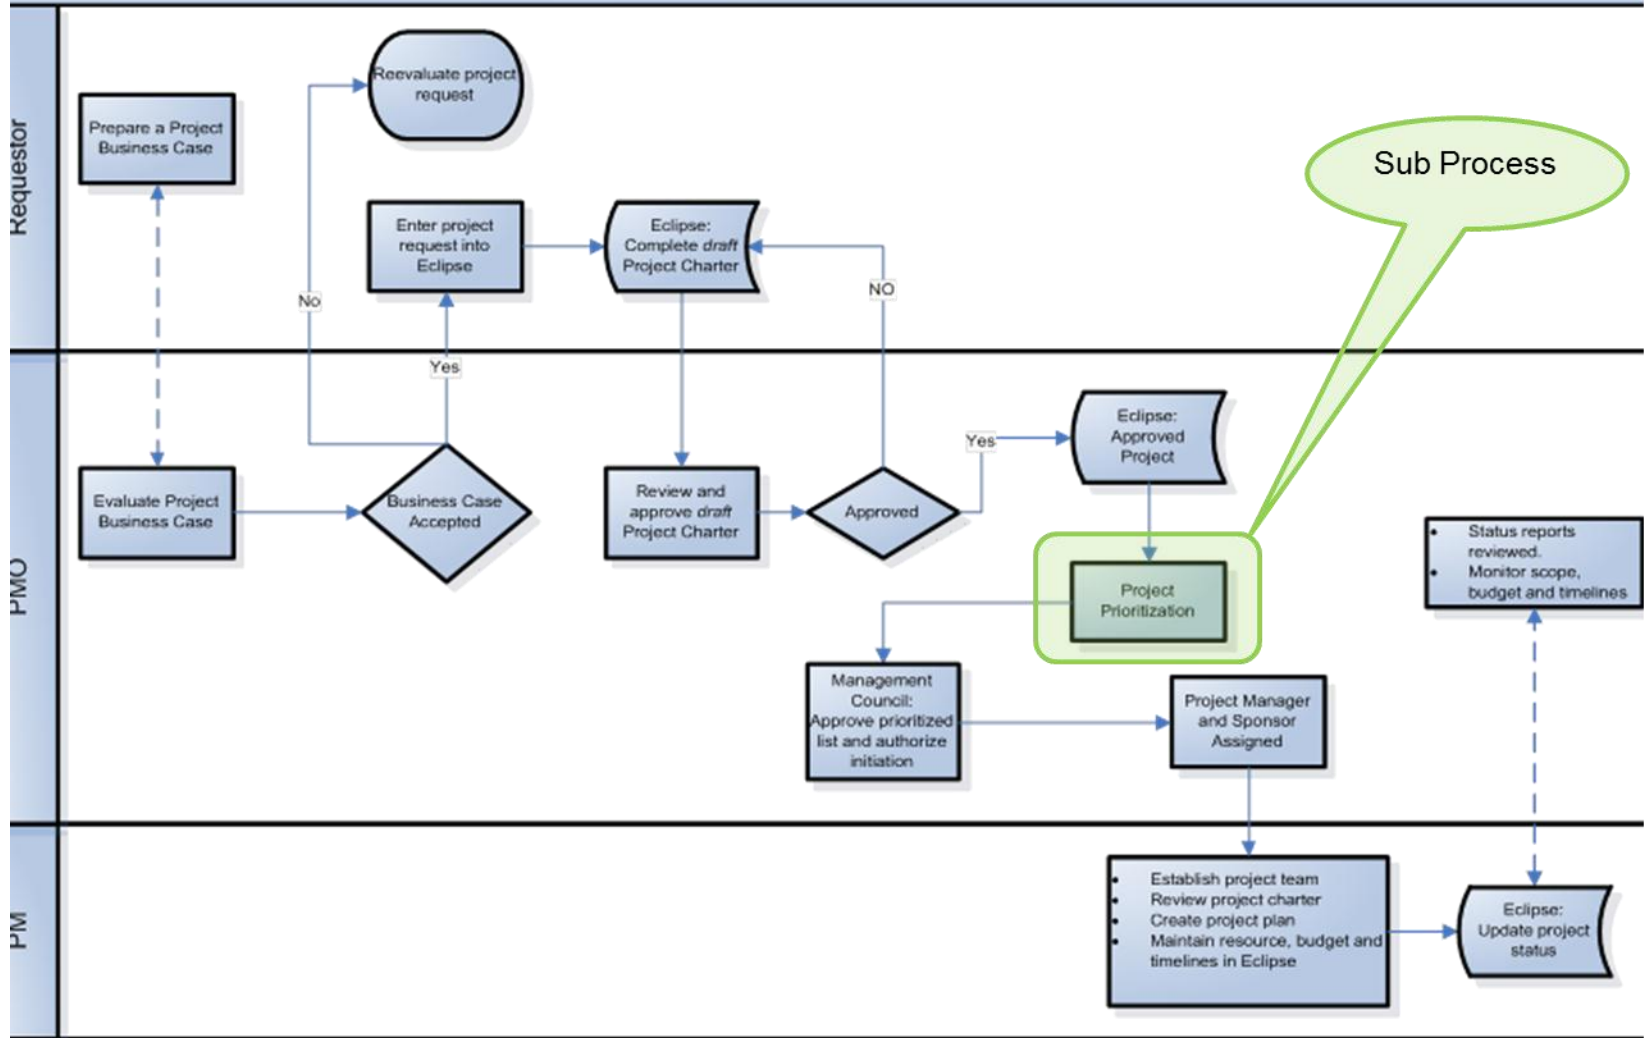 Requestor
Reevaluate project
request
Prepare a Project
Business Case
Sub Process
Enter project
request into
Eclipse
Eclipse:
Complete draft
Project Charter
No
NO
PMO
Yes
Eclipse:
Approved
Project
Yes
Evaluate Project
Business Case
Business Case
Accepted
Review and
approve draft
Project Charter
Approved
• Status reports
reviewed.
• Monitor scope,
budget and timelines
Project
Prioritization
Management
Council:
Approve prioritized
list and authorize
initiation
Project Manager
and Sponsor
Assigned
PM
• Establish project team
• Review project charter
• Create project plan
• Maintain resource, budget and
timelines in Eclipse
Eclipse:
Update project
status